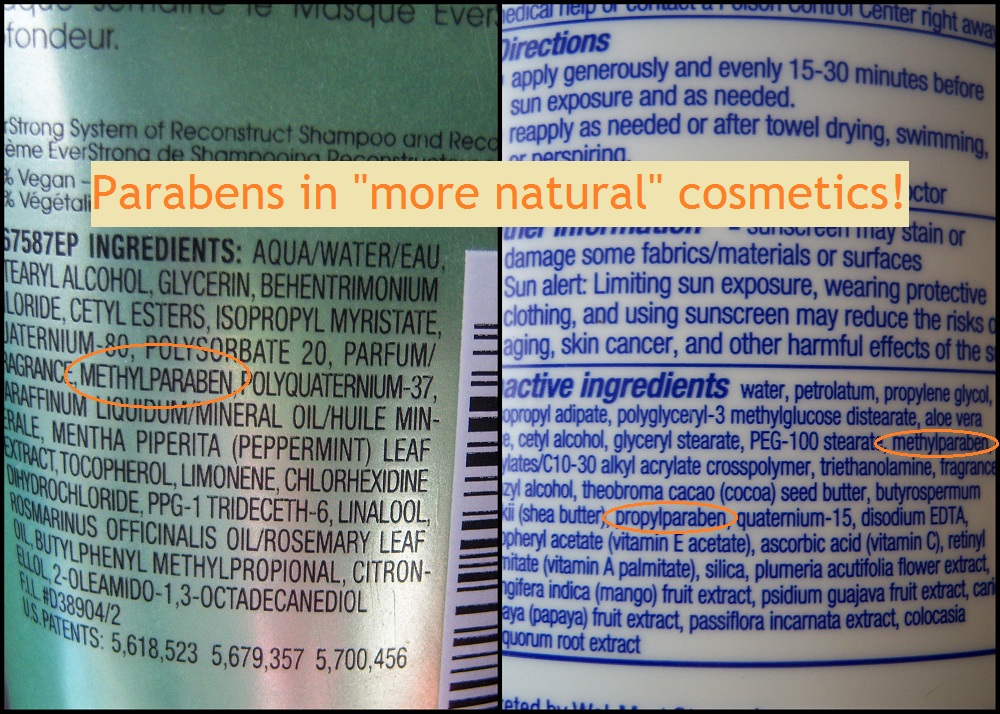 semaine le Masque Ever
fondeur.
rStrong System of Reconstruct Shampoo and Reco
ème EverStrong de Shampooing Reconstructeur
% Vegan –
% Végétali
67587EP INGREDIENTS: AQUA/WATER/EAU,
TEARYL ALCOHOL, GLYCERIN, BEHENTRIMONIUM
LORIDE, CETYL ESTERS, ISOPROPYL MYRISTATE,
UATERNIUM-80, POLYSORBATE 20, PARFUM/
RAGRANCE, METHYLPARABEN, POLYQUATERNIUM-37,
PARAFFINUM LIQUIDUM/MINERAL OIL/HUILE MIN-
ERALE, MENTHA PIPERITA (PEPPERMINT) LEAF
EXTRACT, TOCOPHEROL, LIMONENE, CHLORHEXIDINE
DIHYDROCHLORIDE, PPG-1 TRIDECETH-6, LINALOOL,
ROSMARINUS OFFICINALIS OIL/ROSEMARY LEAF
OIL, BUTYLPHENYL METHYLPROPIONAL, CITRON-
ELLOL, 2-OLEAMIDO-1,3-OCTADECANEDIOL
F.I.L. #D38904/2
U.S. PATENTS: 5,618,523 5,679,357 5,700,456
Parabens in "more natural" cosmetics!
medical help or contact a Poison Control Center right away
Directions
apply generously and evenly 15-30 minutes before
sun exposure and as needed.
reapply as needed or after towel drying, swimming,
or perspiring.
octor
ther information – sunscreen may stain or
damage some fabrics/materials or surfaces
Sun alert: Limiting sun exposure, wearing protective
clothing, and using sunscreen may reduce the risks o
aging, skin cancer, and other harmful effects of the s
active ingredients water, petrolatum, propylene glycol,
opropyl adipate, polyglyceryl-3 methylglucose distearate, aloe vera
e, cetyl alcohol, glyceryl stearate, PEG-100 stearate, methylparaben
ylates/C10-30 alkyl acrylate crosspolymer, triethanolamine, fragrance
zyl alcohol, theobroma cacao (cocoa) seed butter, butyrospermum
kii (shea butter), propylparaben, quaternium-15, disodium EDTA,
opheryl acetate (vitamin E acetate), ascorbic acid (vitamin C), retinyl
mitate (vitamin A palmitate), silica, plumeria acutifolia flower extract,
ngifera indica (mango) fruit extract, psidium guajava fruit extract, cari
aya (papaya) fruit extract, passiflora incarnata extract, colocasia
quorum root extract